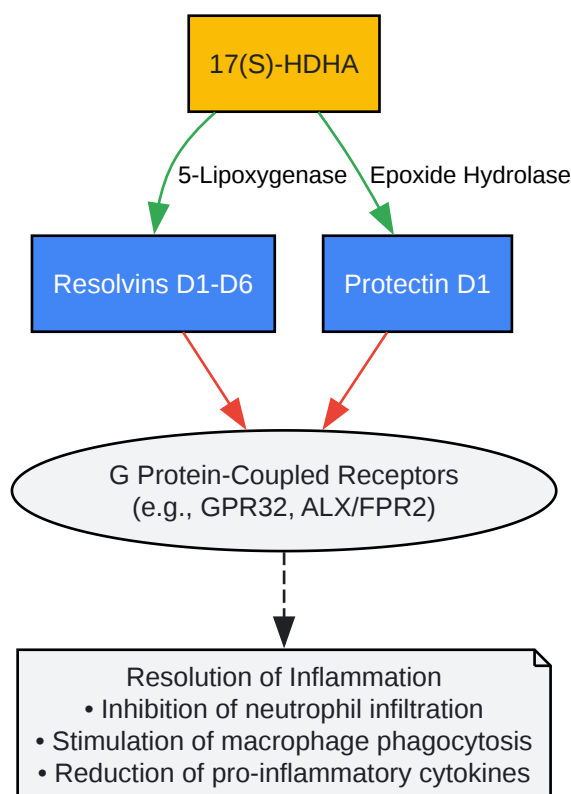 17(S)-HDHA
5-Lipoxygenase
Epoxide Hydrolase
Resolvins D1-D6
Protectin D1
G Protein-Coupled Receptors
(e.g., GPR32, ALX/FPR2)
Resolution of Inflammation
• Inhibition of neutrophil infiltration
• Stimulation of macrophage phagocytosis
• Reduction of pro-inflammatory cytokines